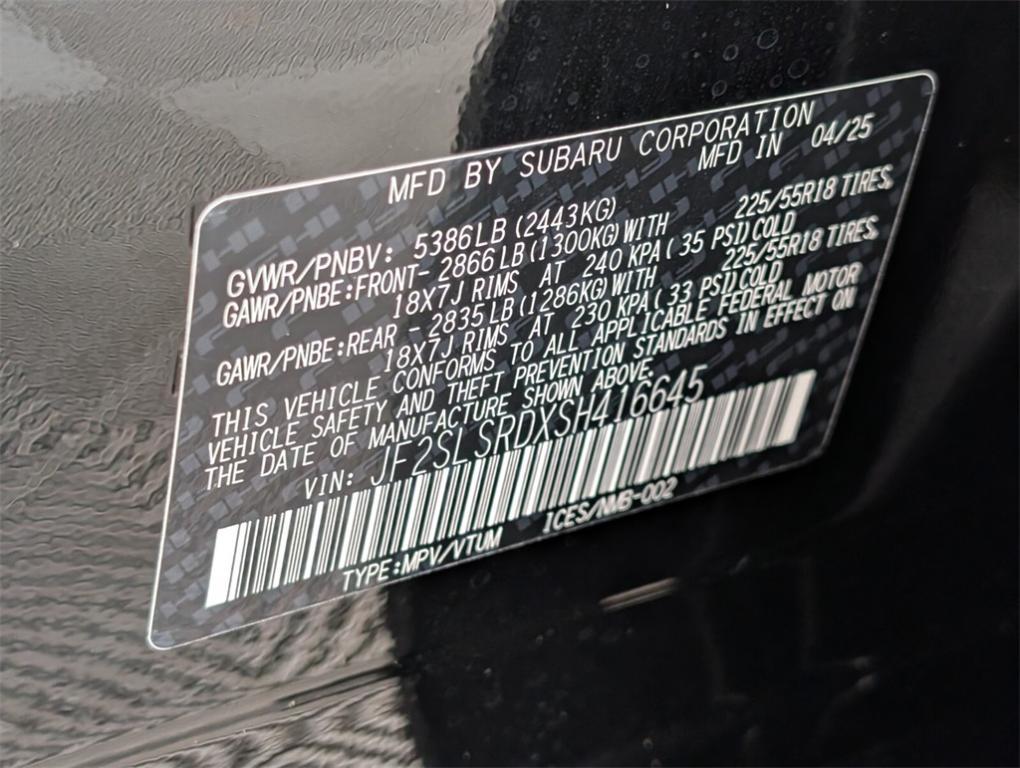 MFD BY SUBARU CORPORATION
MFD IN 04/25
GVWR/PNBV: 5386LB(2443KG)
GAWR/PNBE:FRONT- 2866LB(1300KG)WITH 225/55R18 TIRES,
18X7J RIMS AT 240 KPA(35 PSI)COLD
GAWR/PNBE:REAR - 2835LB(1286KG)WITH 225/55R18 TIRES,
18X7J RIMS AT 230 KPA(33 PSI)COLD
THIS VEHICLE CONFORMS TO ALL APPLICABLE FEDERAL MOTOR
VEHICLE SAFETY AND THEFT PREVENTION STANDARDS IN EFFECT ON
THE DATE OF MANUFACTURE SHOWN ABOVE.
VIN: JF2SLSRDXSH416645
TYPE:MPV/VTUM ICES/NMB-002